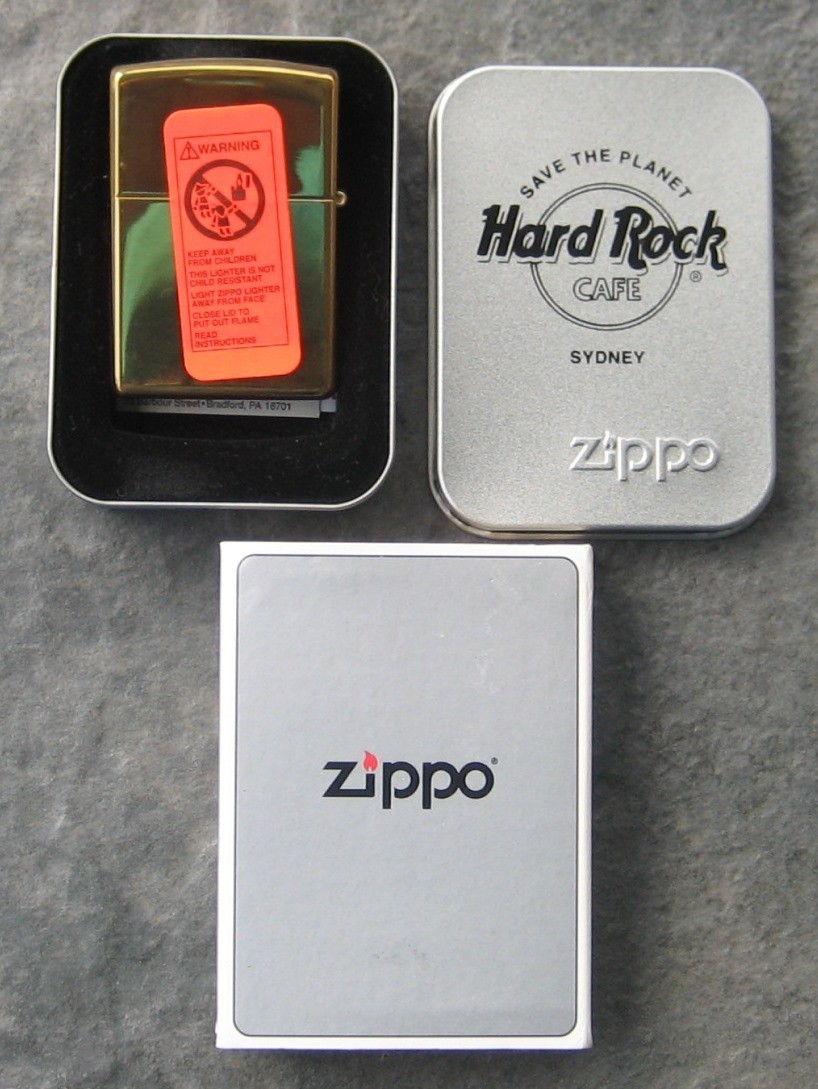 WARNING
KEEP AWAY
FROM CHILDREN
THIS LIGHTER IS NOT
CHILD RESISTANT
LIGHT ZIPPO LIGHTER
AWAY FROM FACE
CLOSE LID TO
PUT OUT FLAME
READ
INSTRUCTIONS
Street • Bradford, PA 16701
SAVE THE PLANET
Hard Rock
CAFE
®
SYDNEY
zippo
zippo®